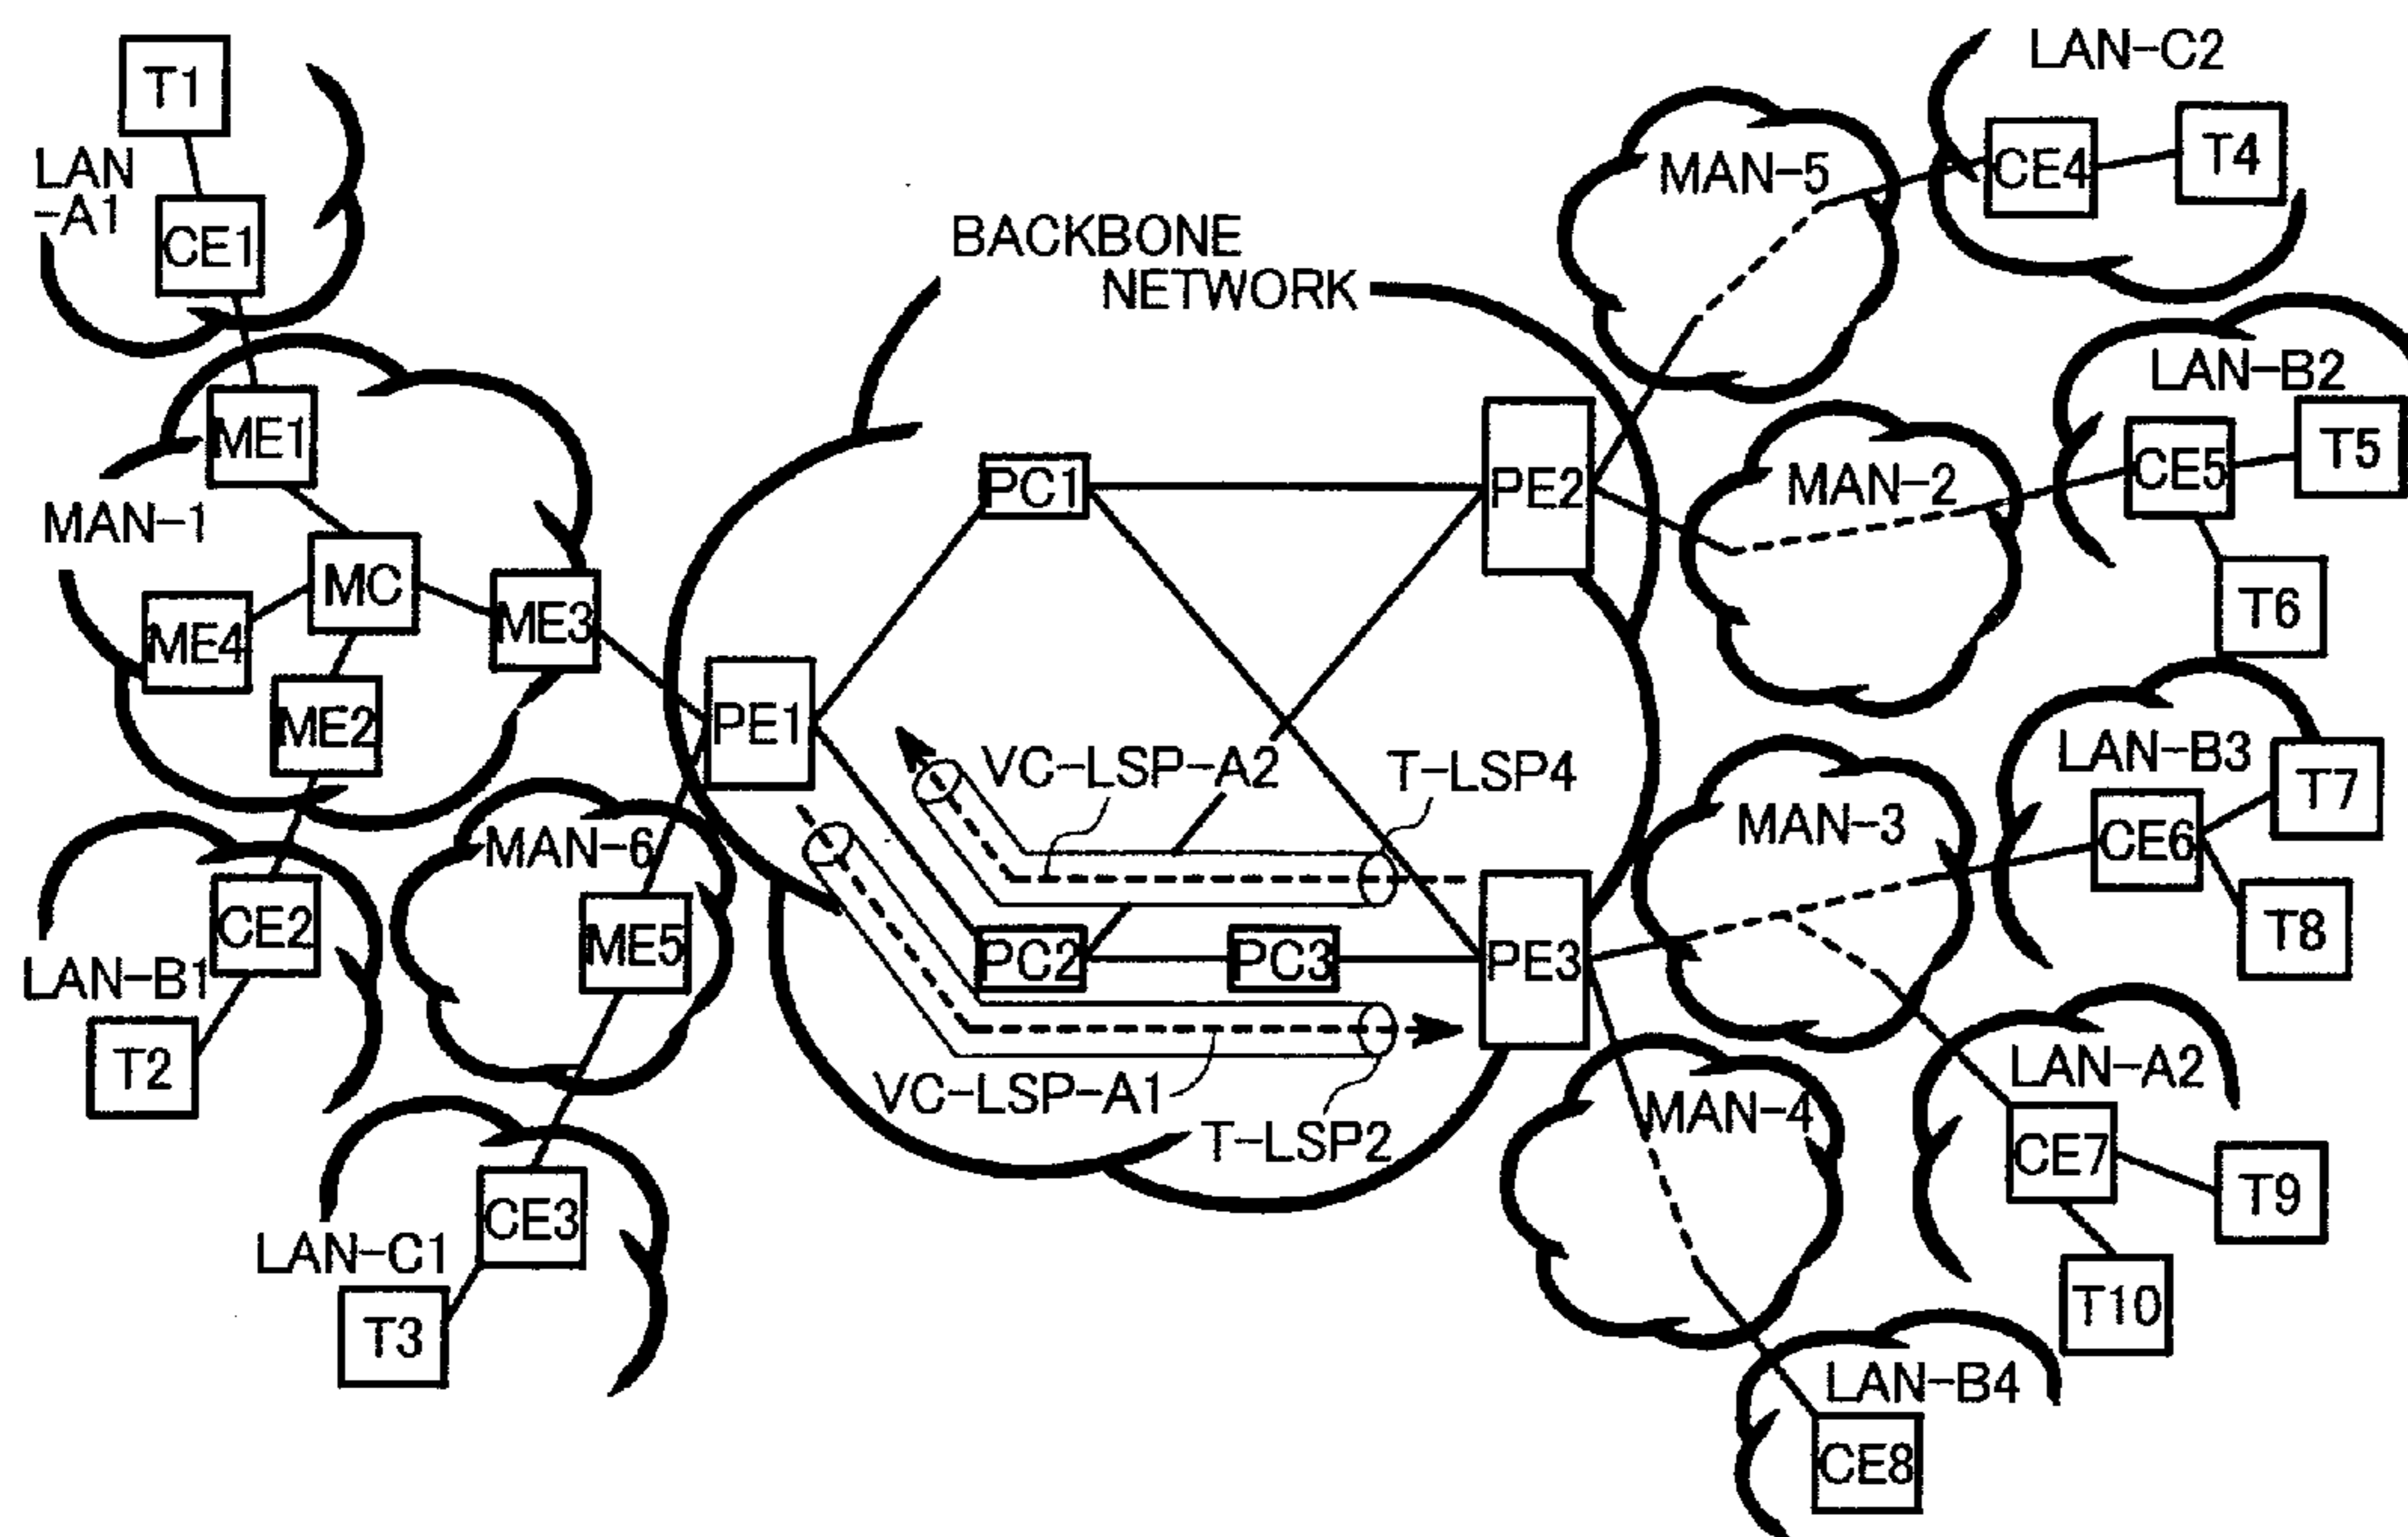 T1
LAN
-A1
CE1
ME1
MAN-1
MC
ME4
ME3
ME2
LAN-B1
CE2
T2
MAN-6
ME5
LAN-C1
CE3
T3
BACKBONE
NETWORK
PC1
PE2
PE1
VC-LSP-A2
T-LSP4
PC2
PC3
PE3
VC-LSP-A1
T-LSP2
LAN-C2
MAN-5
CE4
T4
LAN-B2
MAN-2
CE5
T5
T6
LAN-B3
MAN-3
CE6
T7
T8
LAN-A2
MAN-4
CE7
T9
T10
LAN-B4
CE8